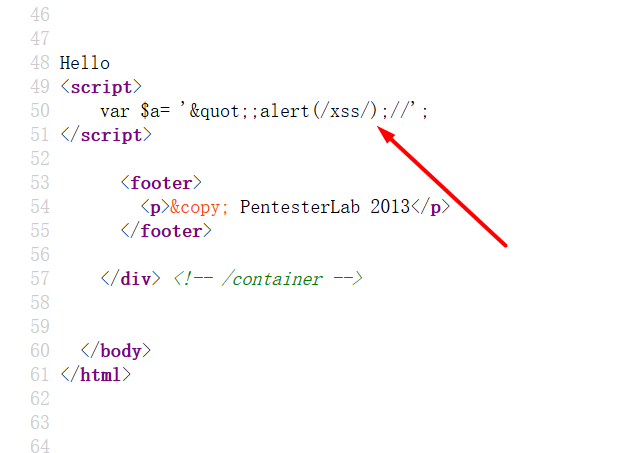 46
47
48 Hello
49 <script>
50 var $a= '&quot;;alert(/xss/);//';
51 </script>
52
53 <footer>
54 <p>&copy; PentesterLab 2013</p>
55 </footer>
56
57 </div> <!-- /container -->
58
59
60 </body>
61 </html>
62
63
64